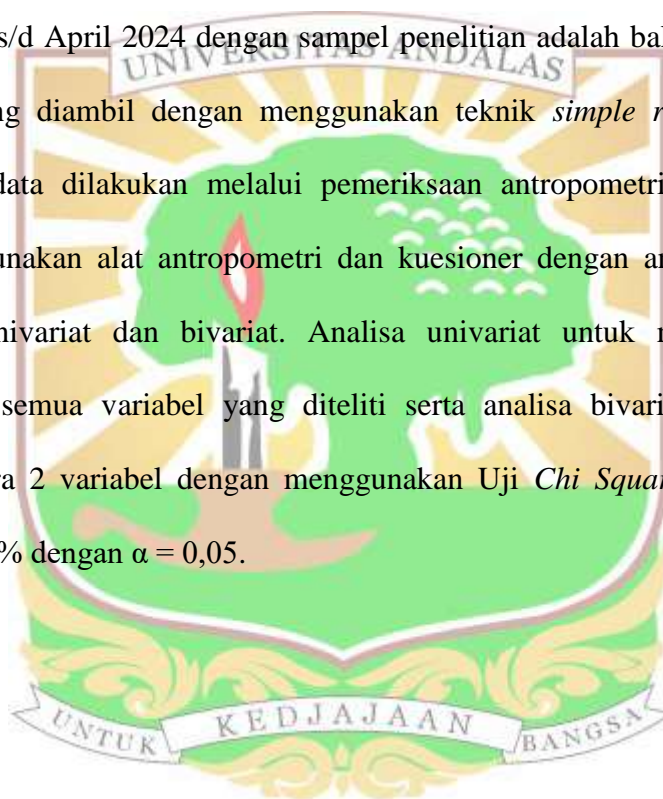 s/d April 2024 dengan sampel penelitian adalah bal
UNIVERSITAS ANDALAS
ng diambil dengan menggunakan teknik simple r
data dilakukan melalui pemeriksaan antropometri
unakan alat antropometri dan kuesioner dengan an
nivariat dan bivariat. Analisa univariat untuk m
semua variabel yang diteliti serta analisa bivari
ra 2 variabel dengan menggunakan Uji Chi Squar
% dengan α = 0,05.
UNTUK KEDJAJAAN BANGSA